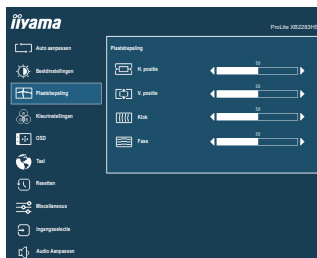 iiyama
ProLite XB2283HS
Auto aanpassen
Beeldinstellingen
Plaatsbepaling
Kleurinstellingen
OSD
Taal
Resetten
Miscellaneous
Ingangsselectie
Audio Aanpassen
Plaatsbepaling
H. positie
50
V. positie
50
Klok
50
Fase
50